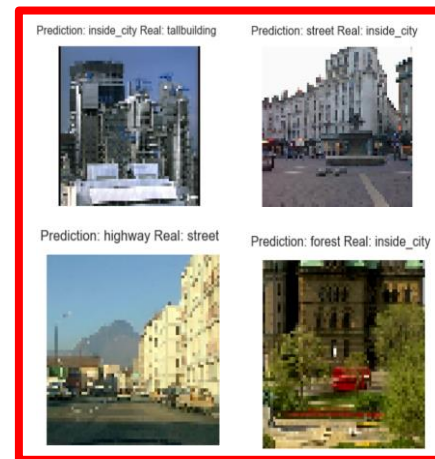 Prediction: inside_city Real: tallbuilding
Prediction: street Real: inside_city
Prediction: highway Real: street
Prediction: forest Real: inside_city